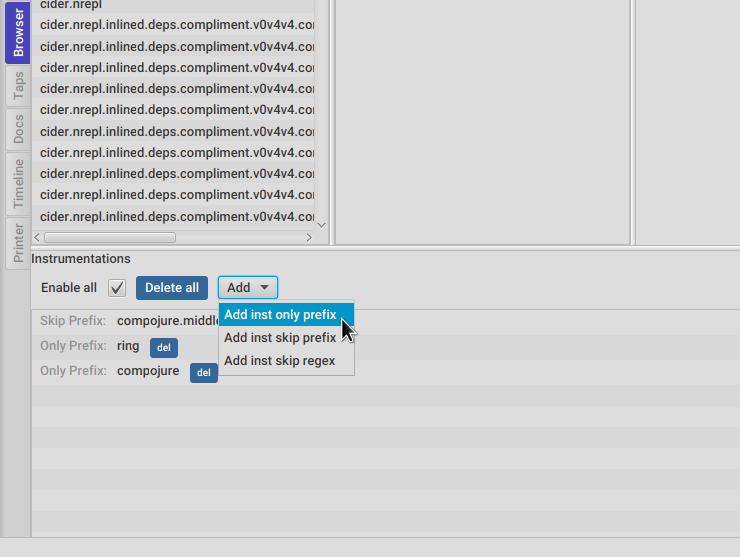 cider.nrepl
Browser
cider.nrepl.inlined.deps.compliment.v0v4v4.co
cider.nrepl.inlined.deps.compliment.v0v4v4.co
cider.nrepl.inlined.deps.compliment.v0v4v4.co
Taps
cider.nrepl.inlined.deps.compliment.v0v4v4.co
cider.nrepl.inlined.deps.compliment.v0v4v4.co
Docs
cider.nrepl.inlined.deps.compliment.v0v4v4.co
cider.nrepl.inlined.deps.compliment.v0v4v4.co
Timeline
cider.nrepl.inlined.deps.compliment.v0v4v4.co
cider.nrepl.inlined.deps.compliment.v0v4v4.co
cider.nrepl.inlined.deps.compliment.v0v4v4.co
Printer
Instrumentations
Enable all Delete all Add
Add inst only prefix
Skip Prefix: compojure.middle
Add inst skip prefix
Only Prefix: ring del
Add inst skip regex
Only Prefix: compojure del